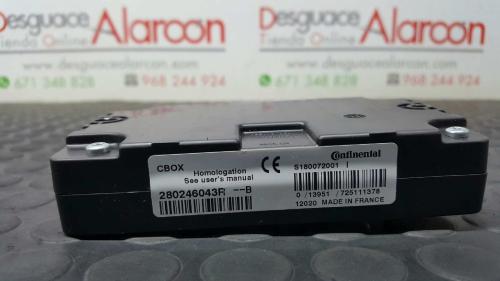 Desguace Alarcon
Tienda Online
671 348 828
968 244 924
Desguace Alarcon
Tienda Online
671 348 828
968 244 924
CBOX
Homologation
See user's manual
280246043R --B
CE
Continental
S180072001 I
0 /13951 /725111378
12020 MADE IN FRANCE